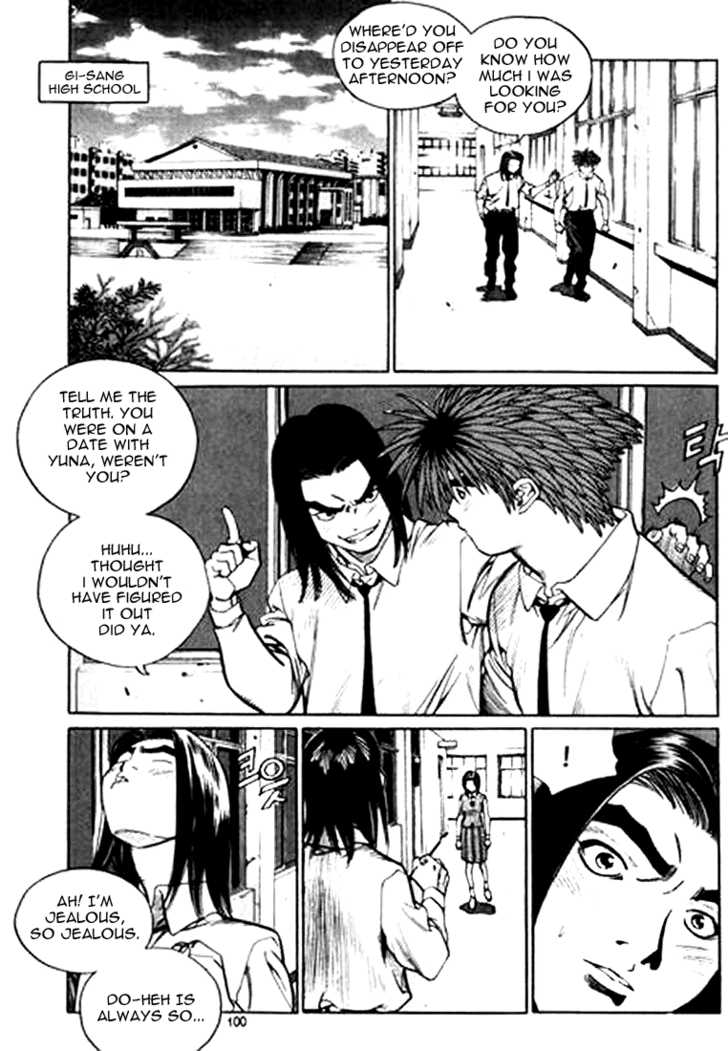 GI-SANG
HIGH SCHOOL
WHERE'D YOU
DISAPPEAR OFF
TO YESTERDAY
AFTERNOON?
DO YOU
KNOW HOW
MUCH I WAS
LOOKING
FOR YOU?
TELL ME THE
TRUTH. YOU
WERE ON A
DATE WITH
YUNA, WEREN'T
YOU?
HUHU...
THOUGHT
I WOULDN'T
HAVE FIGURED
IT OUT
DID YA.
AH! I'M
JEALOUS,
SO JEALOUS.
DO-HEH IS
ALWAYS SO...
!
100